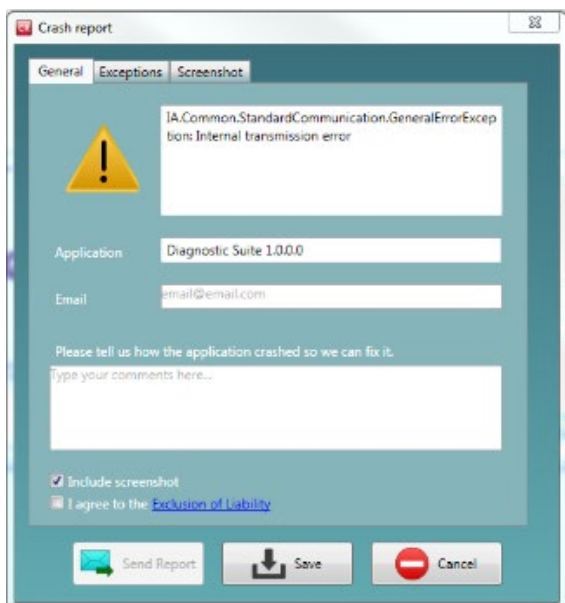 Crash report
General Exceptions Screenshot
IA.Common.StandardCommunication.GeneralErrorExcep
tion: Internal transmission error
Application Diagnostic Suite 1.0.0.0
Email email@email.com
Please tell us how the application crashed so we can fix it.
Type your comments here...
Include screenshot
I agree to the Exclusion of Liability
Send Report Save Cancel